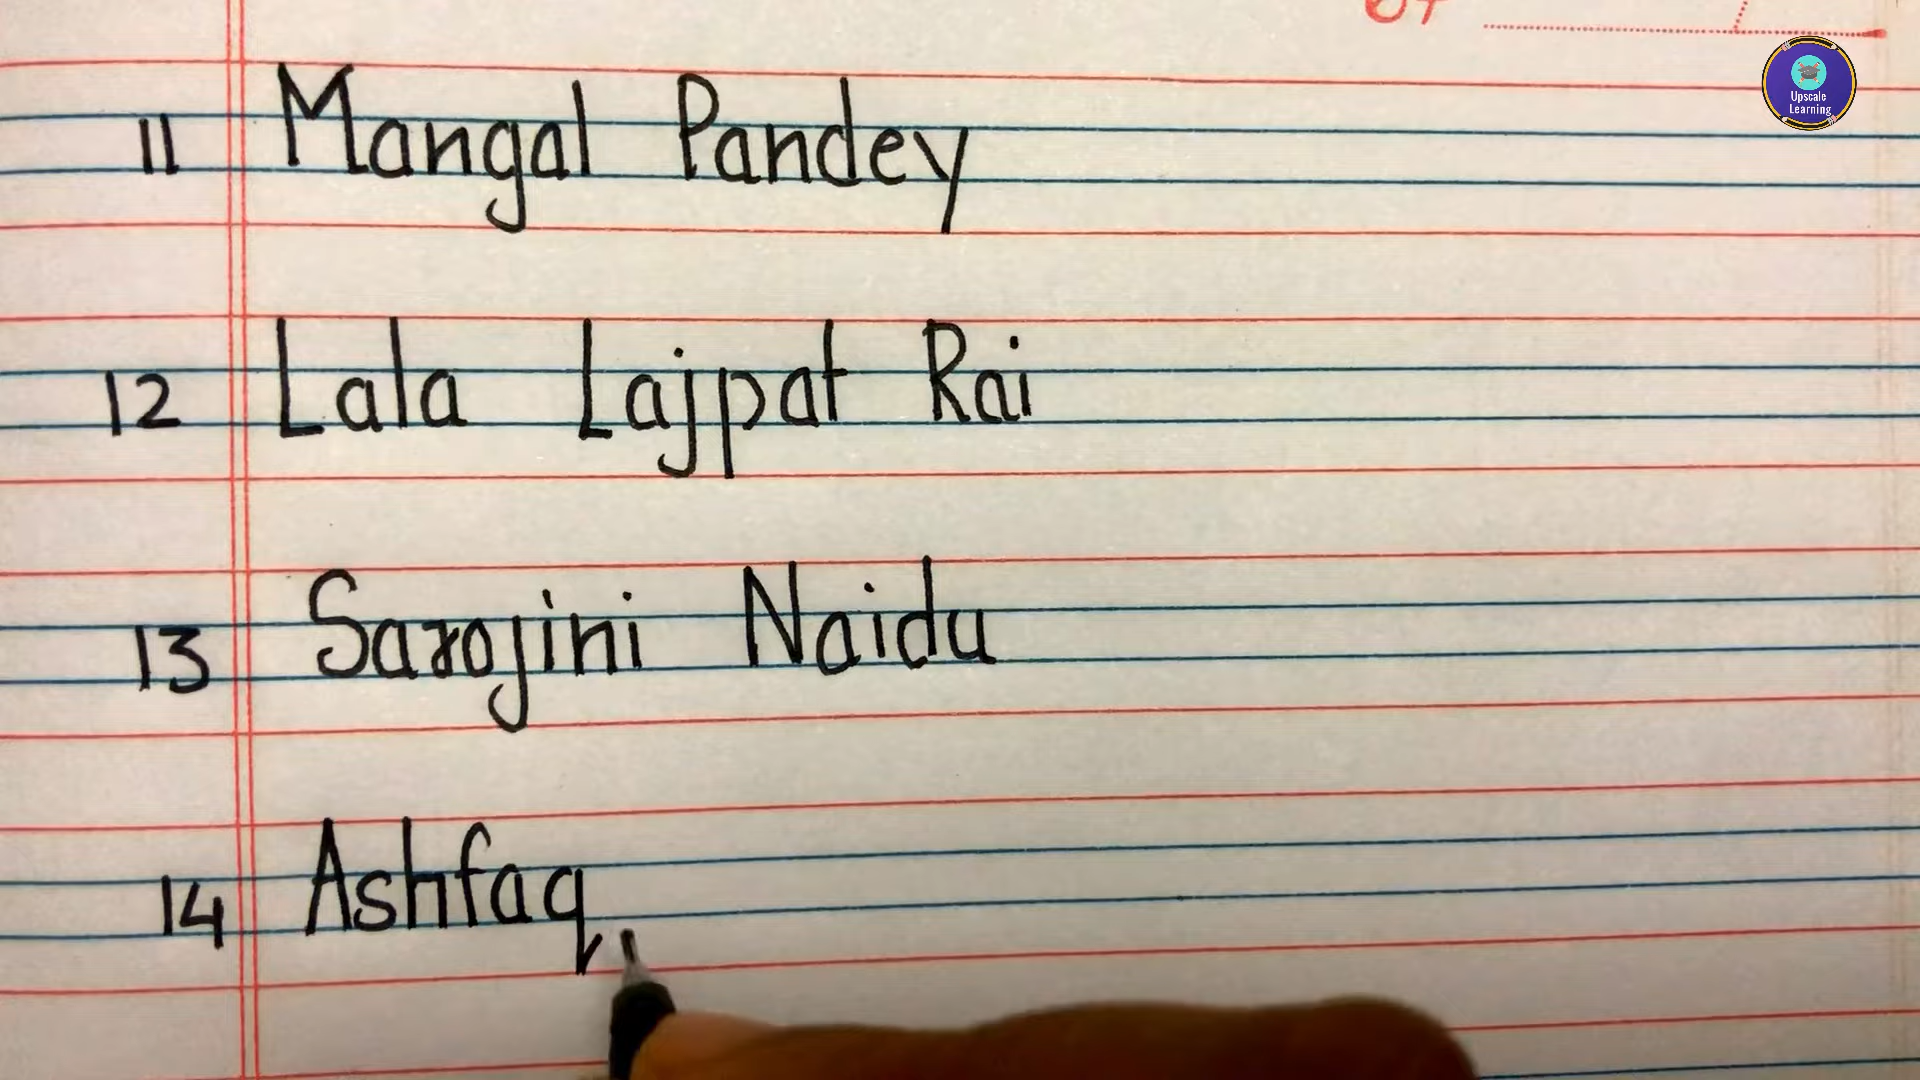 Upscale
Learning
11 Mangal Pandey
12 Lala Lajpat Rai
13 Sarojini Naidu
14 Ashfaq